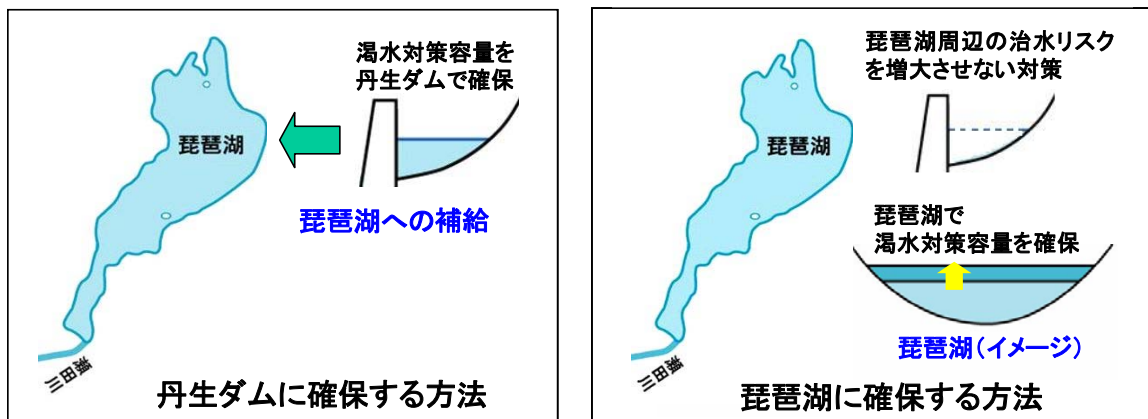 渇水対策容量を
丹生ダムで確保
琵琶湖
琵琶湖への補給
瀬田川
丹生ダムに確保する方法
琵琶湖周辺の治水リスク
を増大させない対策
琵琶湖
琵琶湖で
渇水対策容量を確保
琵琶湖(イメージ)
瀬田川
琵琶湖に確保する方法